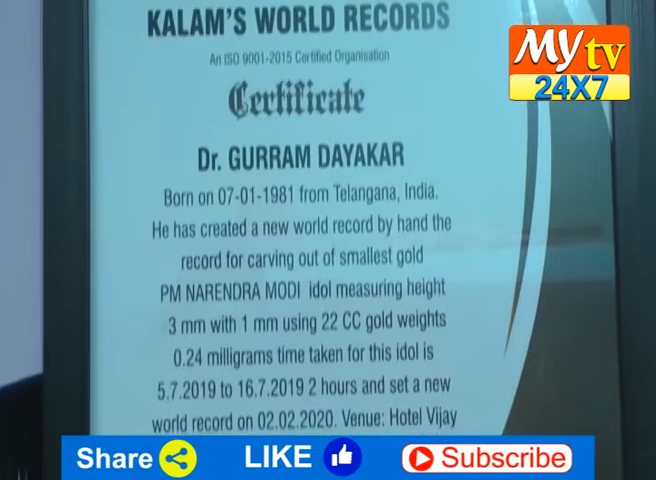 KALAM'S WORLD RECORDS
An ISO 9001-2015 Certified Organisation
Certificate
Dr. GURRAM DAYAKAR
Born on 07-01-1981 from Telangana, India.
He has created a new world record by hand the
record for carving out of smallest gold
PM NARENDRA MODI idol measuring height
3 mm with 1 mm using 22 CC gold weights
0.24 milligrams time taken for this idol is
5.7.2019 to 16.7.2019 2 hours and set a new
world record on 02.02.2020. Venue: Hotel Vijay
My tv
24X7
Share
LIKE
Subscribe